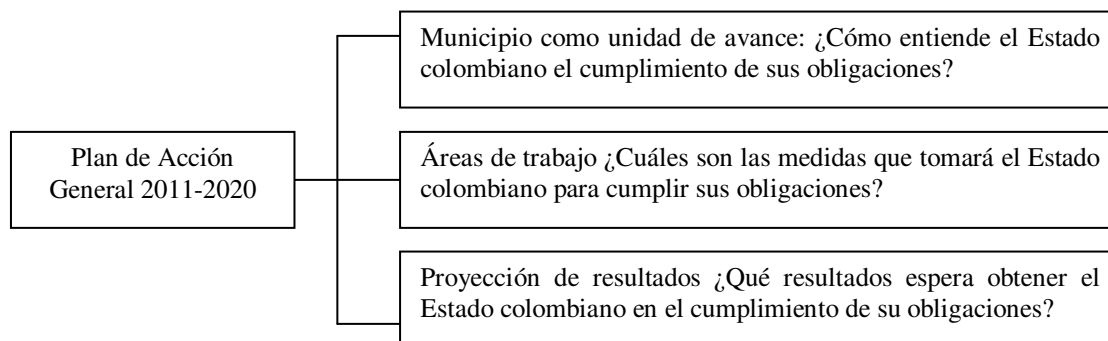 Municipio como unidad de avance: ¿Cómo entiende el Estado
colombiano el cumplimiento de sus obligaciones?
Plan de Acción
General 2011-2020
Áreas de trabajo ¿Cuáles son las medidas que tomará el Estado
colombiano para cumplir sus obligaciones?
Proyección de resultados ¿Qué resultados espera obtener el
Estado colombiano en el cumplimiento de su obligaciones?